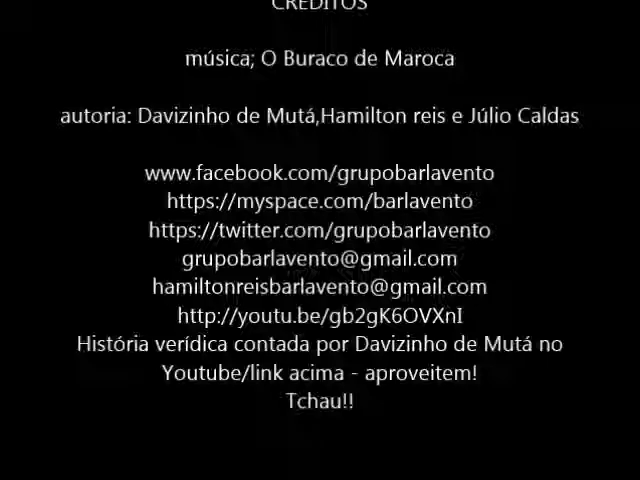 CRÉDITOS
música; O Buraco de Maroca
autoria: Davizinho de Mutá,Hamilton reis e Júlio Caldas
www.facebook.com/grupobarlavento
https://myspace.com/barlavento
https://twitter.com/grupobarlavento
grupobarlavento@gmail.com
hamiltonreisbarlavento@gmail.com
http://youtu.be/gb2gK6OVXnI
História verídica contada por Davizinho de Mutá no
Youtube/link acima - aproveitem!
Tchau!!